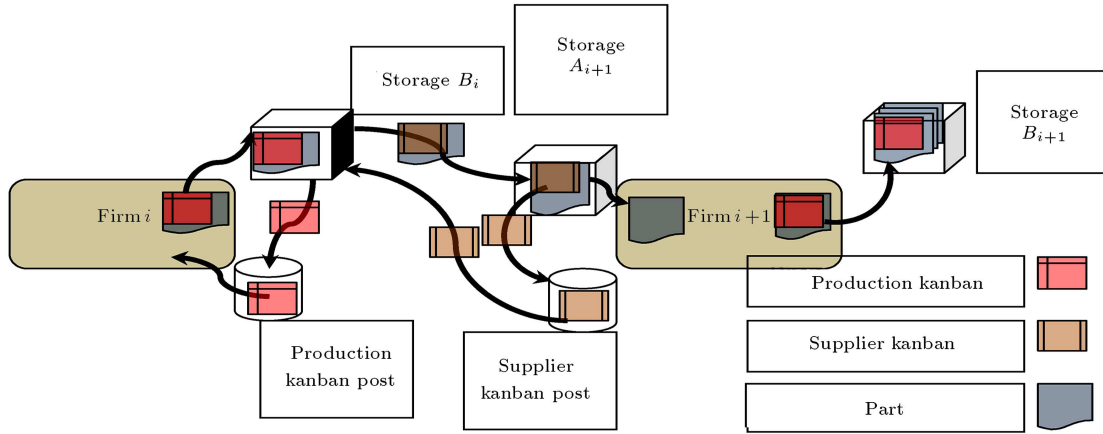 Storage
A_{i+1}
Storage B_i
Storage
B_{i+1}
Firm i
Firm i+1
Production kanban
Supplier kanban
Part
Production
kanban post
Supplier
kanban post